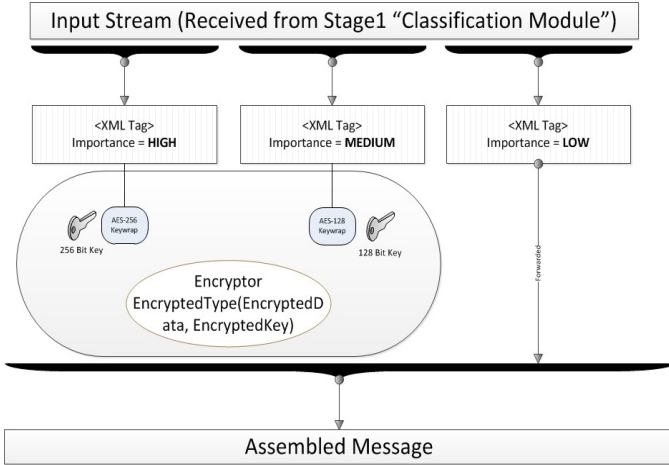 Input Stream (Received from Stage1 “Classification Module”)
<XML Tag>
Importance = HIGH
<XML Tag>
Importance = MEDIUM
<XML Tag>
Importance = LOW
AES-256
Keywrap
256 Bit Key
AES-128
Keywrap
128 Bit Key
Forwarded
Encryptor
EncryptedType(EncryptedD
ata, EncryptedKey)
Assembled Message